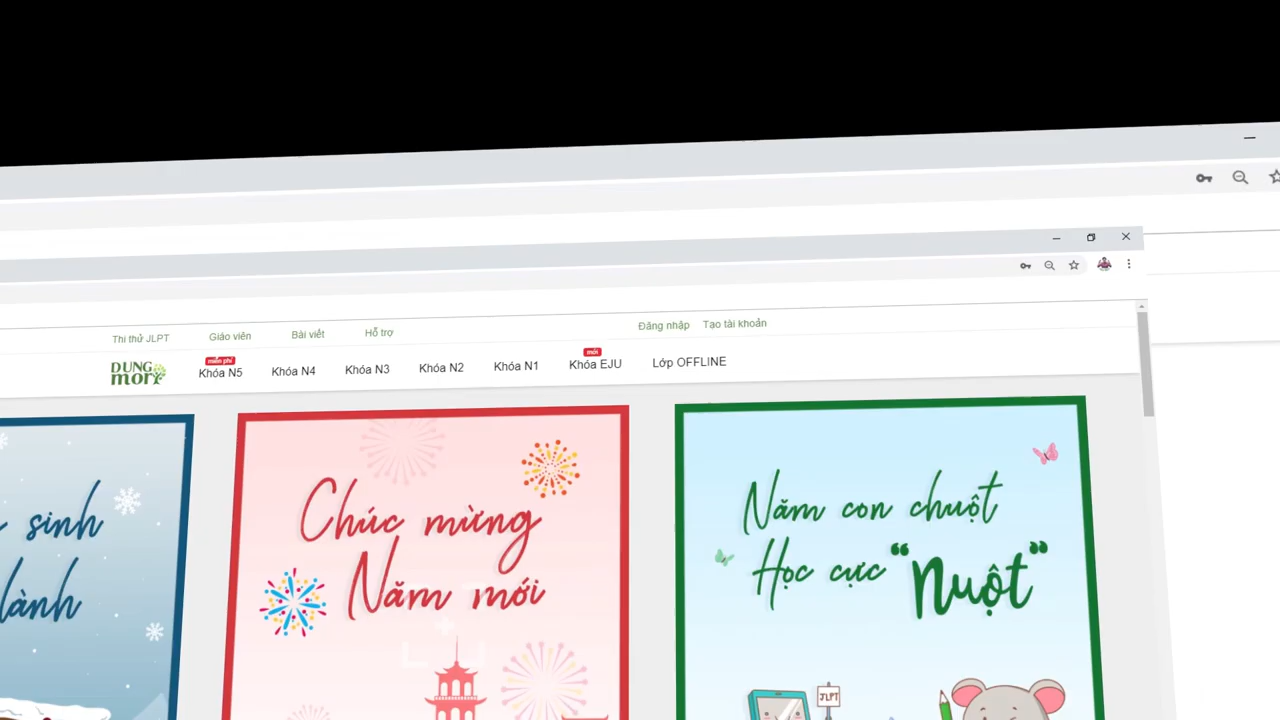 Thi thử JLPT Giáo viên Bài viết Hỗ trợ Đăng nhập Tạo tài khoản
DUNG
mori
miễn phí
mới
Khóa N5 Khóa N4 Khóa N3 Khóa N2 Khóa N1 Khóa EJU Lớp OFFLINE
sinh
lành
Chúc mừng
Năm mới
Năm con chuột
Học cực "Nuột"
JLPT